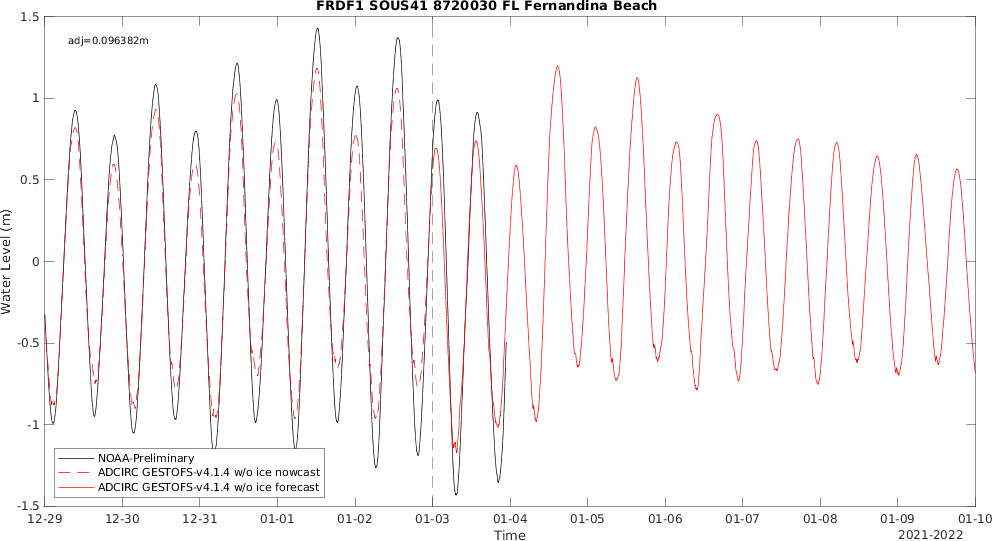 FRDF1 SOUS41 8720030 FL Fernandina Beach
1.5
adj=0.096382m
1
0.5
0
-0.5
-1
-1.5
Water Level (m)
NOAA-Preliminary
ADCIRC GESTOFS-v4.1.4 w/o ice nowcast
ADCIRC GESTOFS-v4.1.4 w/o ice forecast
12-29 12-30 12-31 01-01 01-02 01-03 01-04 01-05 01-06 01-07 01-08 01-09 01-10
Time
2021-2022